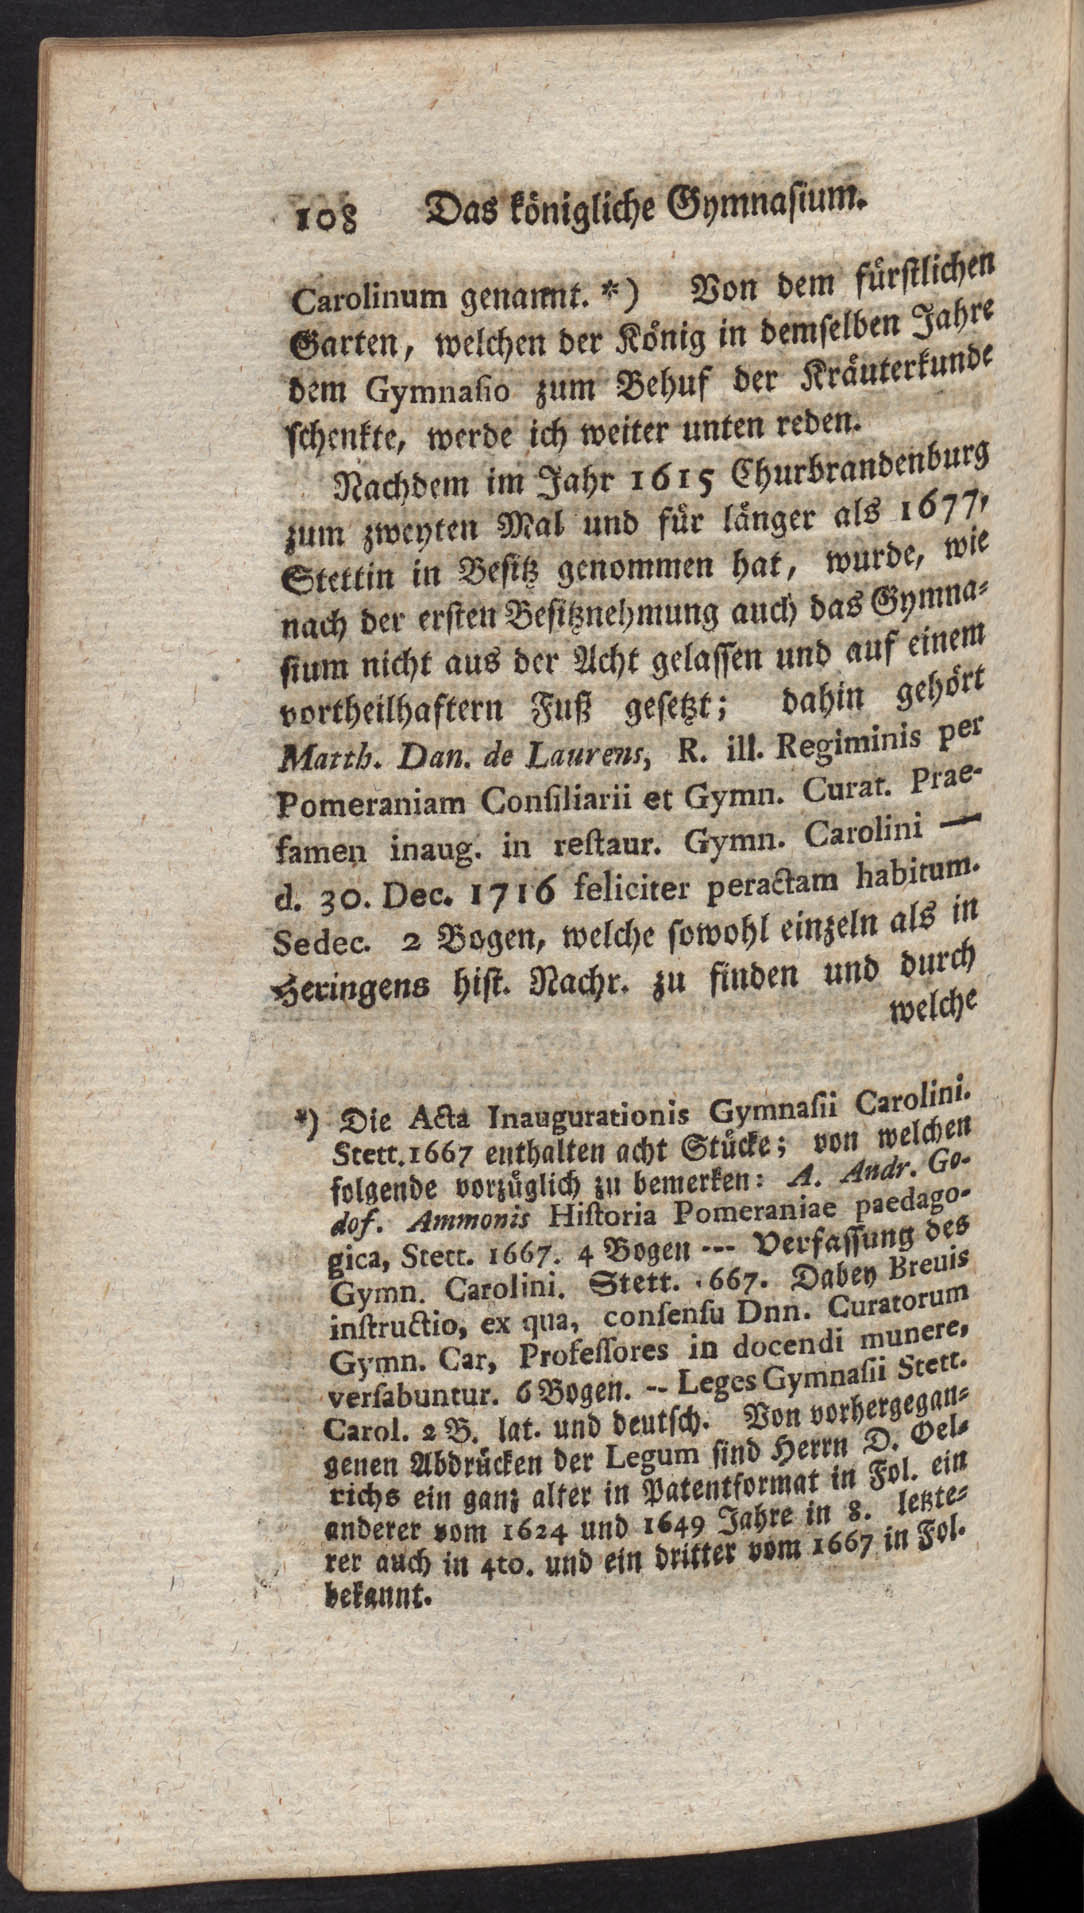 108 Das königliche Gymnasium.
Carolinum genannt. *) Von dem fürstlichen
Garten, welchen der König in demselben Jahre
dem Gymnasio zum Behuf der Kräuterkunde
schenkte, werde ich weiter unten reden.
Nachdem im Jahr 1615 Churbrandenburg
zum zweyten Mal und für länger als 1677,
Stettin in Besitz genommen hat, wurde, wie
nach der ersten Besitznehmung auch das Gymna-
sium nicht aus der Acht gelassen und auf einem
vortheilhaftern Fuß gesetzt; dahin gehört
Matth. Dan. de Laurens, R. ill. Regiminis per
Pomeraniam Consiliarii et Gymn. Curat. Prae-
famen inaug. in restaur. Gymn. Carolini —
d. 30. Dec. 1716 feliciter peractam habitum.
Sedec. 2 Bogen, welche sowohl einzeln als in
Heringens hist. Nachr. zu finden und durch
welche
*) Die Acta Inaugurationis Gymnasii Carolini.
Stett. 1667 enthalten acht Stücke; von welchen
folgende vorzüglich zu bemerken: A. Andr. Go-
dof. Ammonis Historia Pomeraniae paedago-
gica, Stett. 1667. 4 Bogen --- Verfassung des
Gymn. Carolini. Stett. 1667. Dabey Breuis
instructio, ex qua, consensu Dnn. Curatorum
Gymn. Car, Professores in docendi munere,
versabuntur. 6 Bogen. -- Leges Gymnasii Stett.
Carol. 2 B. lat. und deutsch. Von vorhergegan-
genen Abdrücken der Legum sind Herrn D. Oel-
richs ein ganz alter in Patentformat in Fol. ein
anderer vom 1624 und 1649 Jahre in 8. letzte-
rer auch in 4to. und ein dritter vom 1667 in Fol.
bekannt.